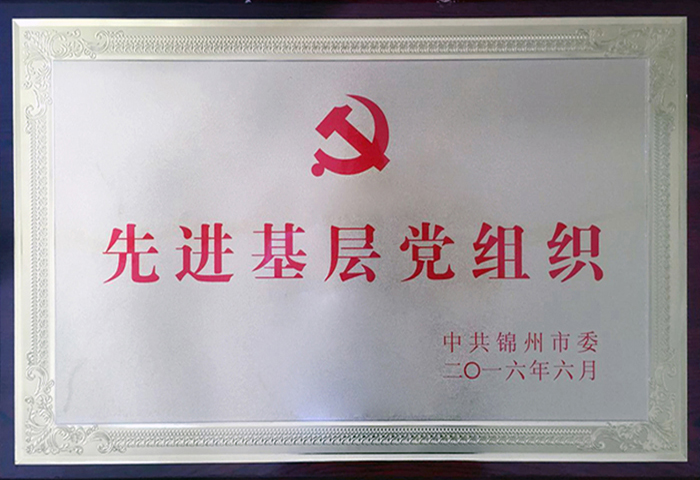 先进基层党组织
中共锦州市委
二〇一六年六月